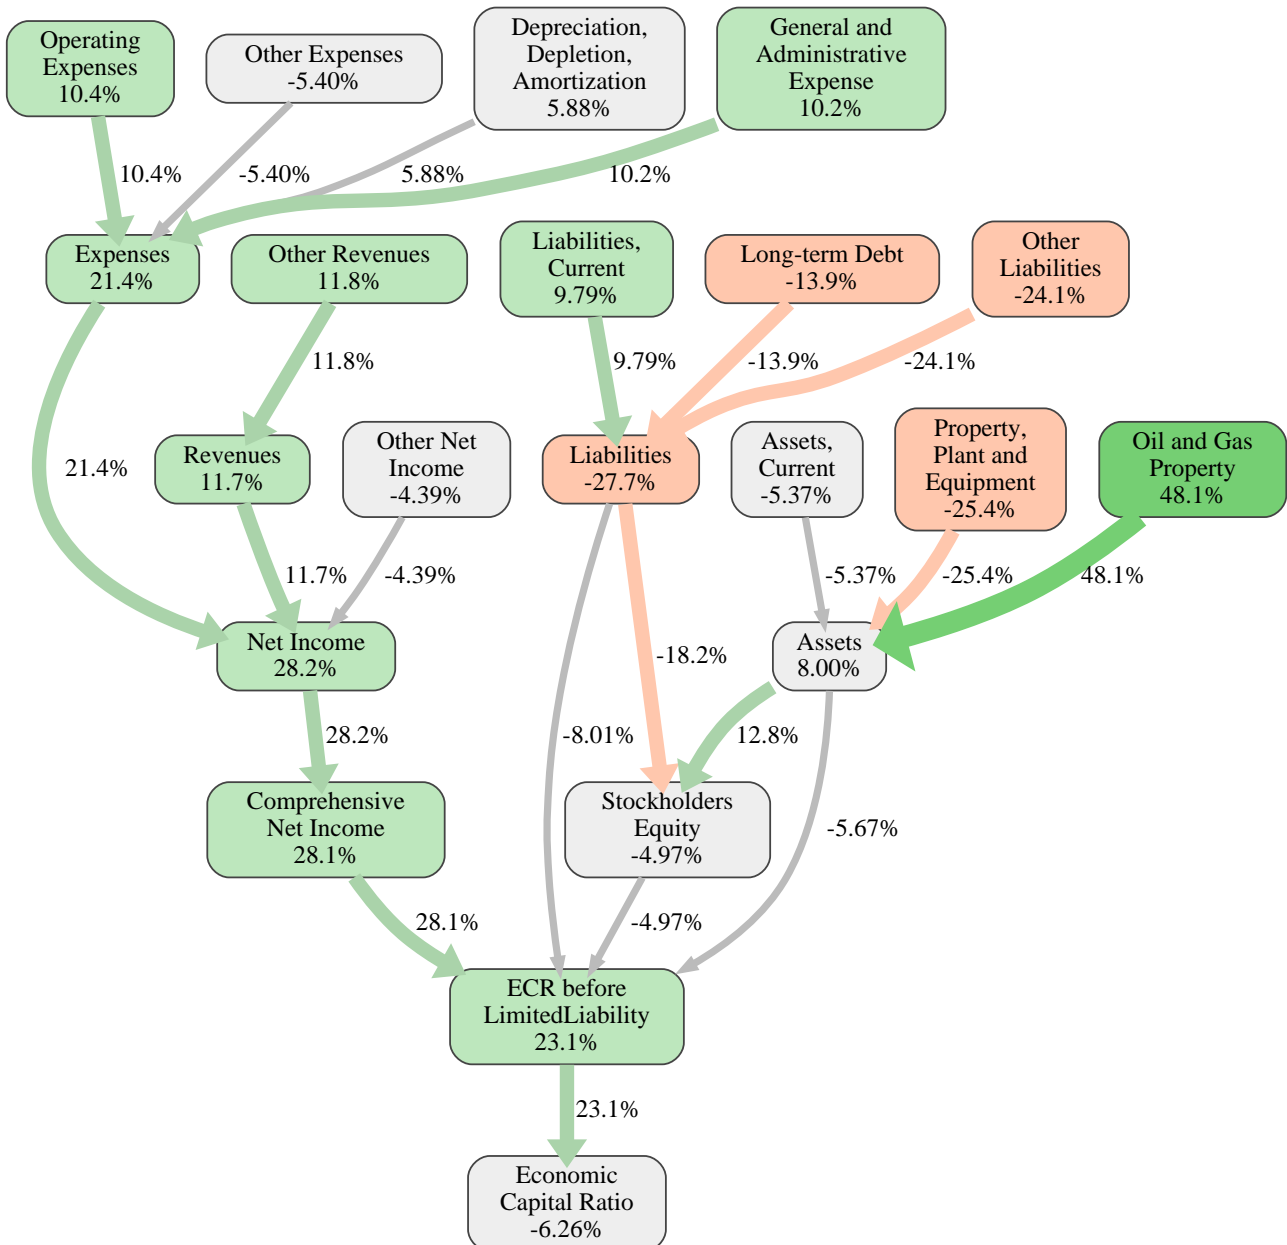 Operating
Expenses
10.4%
Other Expenses
-5.40%
Depreciation,
Depletion,
Amortization
5.88%
General and
Administrative
Expense
10.2%
10.4%
-5.40%
5.88%
10.2%
Expenses
21.4%
Other Revenues
11.8%
Liabilities,
Current
9.79%
Long-term Debt
-13.9%
Other
Liabilities
-24.1%
11.8%
9.79%
-13.9%
-24.1%
21.4%
Revenues
11.7%
Other Net
Income
-4.39%
Liabilities
-27.7%
Assets,
Current
-5.37%
Property,
Plant and
Equipment
-25.4%
Oil and Gas
Property
48.1%
11.7%
-4.39%
-5.37%
-25.4%
48.1%
Net Income
28.2%
-18.2%
Assets
8.00%
28.2%
-8.01%
12.8%
Comprehensive
Net Income
28.1%
Stockholders
Equity
-4.97%
-5.67%
28.1%
-4.97%
ECR before
LimitedLiability
23.1%
23.1%
Economic
Capital Ratio
-6.26%